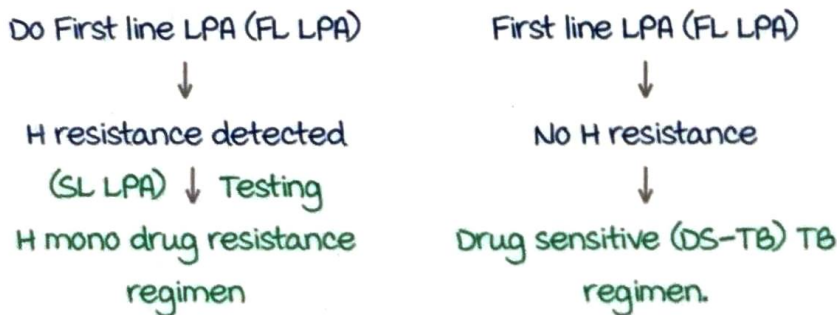 Do First line LPA (FL LPA)
↓
H resistance detected
(SL LPA) ↓ Testing
H mono drug resistance
regimen
First line LPA (FL LPA)
↓
No H resistance
↓
Drug sensitive (DS-TB) TB
regimen.